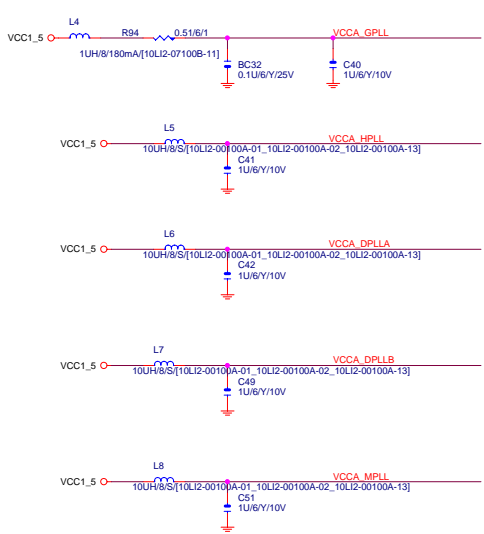 L4
VCC1_5 R94 0.51/6/1 VCCA_GPLL
1UH/8/180mA/[10LI2-07100B-11]
BC32 C40
0.1U/6/Y/25V 1U/6/Y/10V
L5
VCC1_5 VCCA_HPLL
10UH/8/S/[10LI2-00100A-01_10LI2-00100A-02_10LI2-00100A-13]
C41
1U/6/Y/10V
L6
VCC1_5 VCCA_DPLLA
10UH/8/S/[10LI2-00100A-01_10LI2-00100A-02_10LI2-00100A-13]
C42
1U/6/Y/10V
L7
VCC1_5 VCCA_DPLLB
10UH/8/S/[10LI2-00100A-01_10LI2-00100A-02_10LI2-00100A-13]
C49
1U/6/Y/10V
L8
VCC1_5 VCCA_MPLL
10UH/8/S/[10LI2-00100A-01_10LI2-00100A-02_10LI2-00100A-13]
C51
1U/6/Y/10V